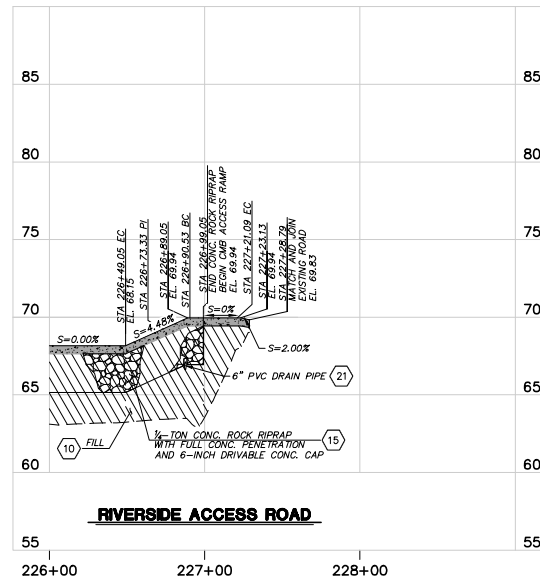 85
85
80
80
75
75
70
70
65
65
60
60
55
55
STA 226+49.05 EC
EL. 68.15
STA 226+73.33 PI
STA 226+89.05
EL. 69.94
STA 226+90.53 BC
STA 226+99.05
END CONC. ROCK RIPRAP
BEGIN CMB ACCESS RAMP
EL. 69.94
STA 227+21.09 EC
STA 227+23.13
EL. 69.94
STA 227+28.79
MATCH AND JOIN
EXISTING ROAD
EL. 69.83
S=0.00%
S=4.48%
S=0%
S=2.00%
6" PVC DRAIN PIPE
21
10
FILL
¼-TON CONC. ROCK RIPRAP
WITH FULL CONC. PENETRATION
AND 6-INCH DRIVABLE CONC. CAP
15
RIVERSIDE ACCESS ROAD
226+00
227+00
228+00